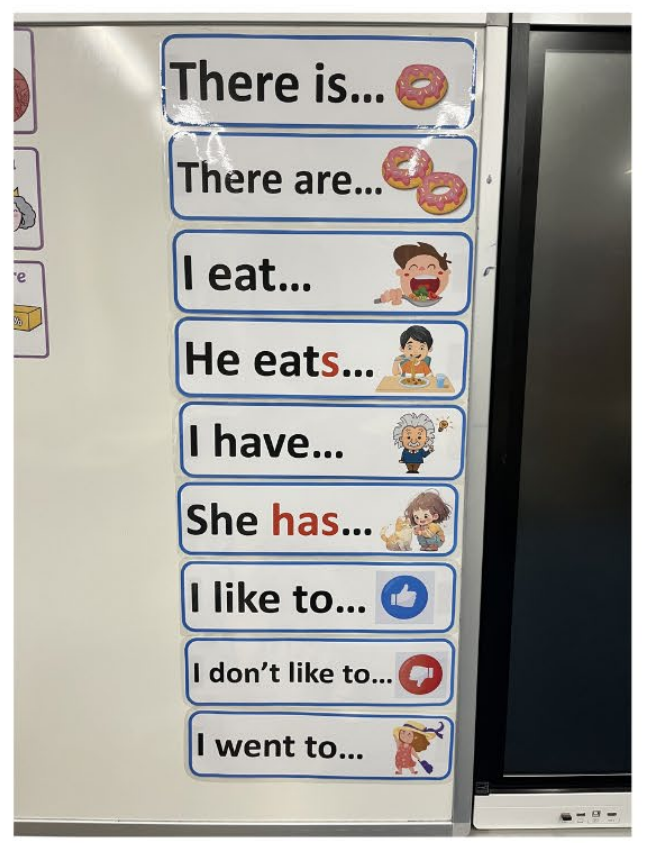 There is...
There are...
I eat...
He eats...
I have...
She has...
I like to...
I don't like to...
I went to...